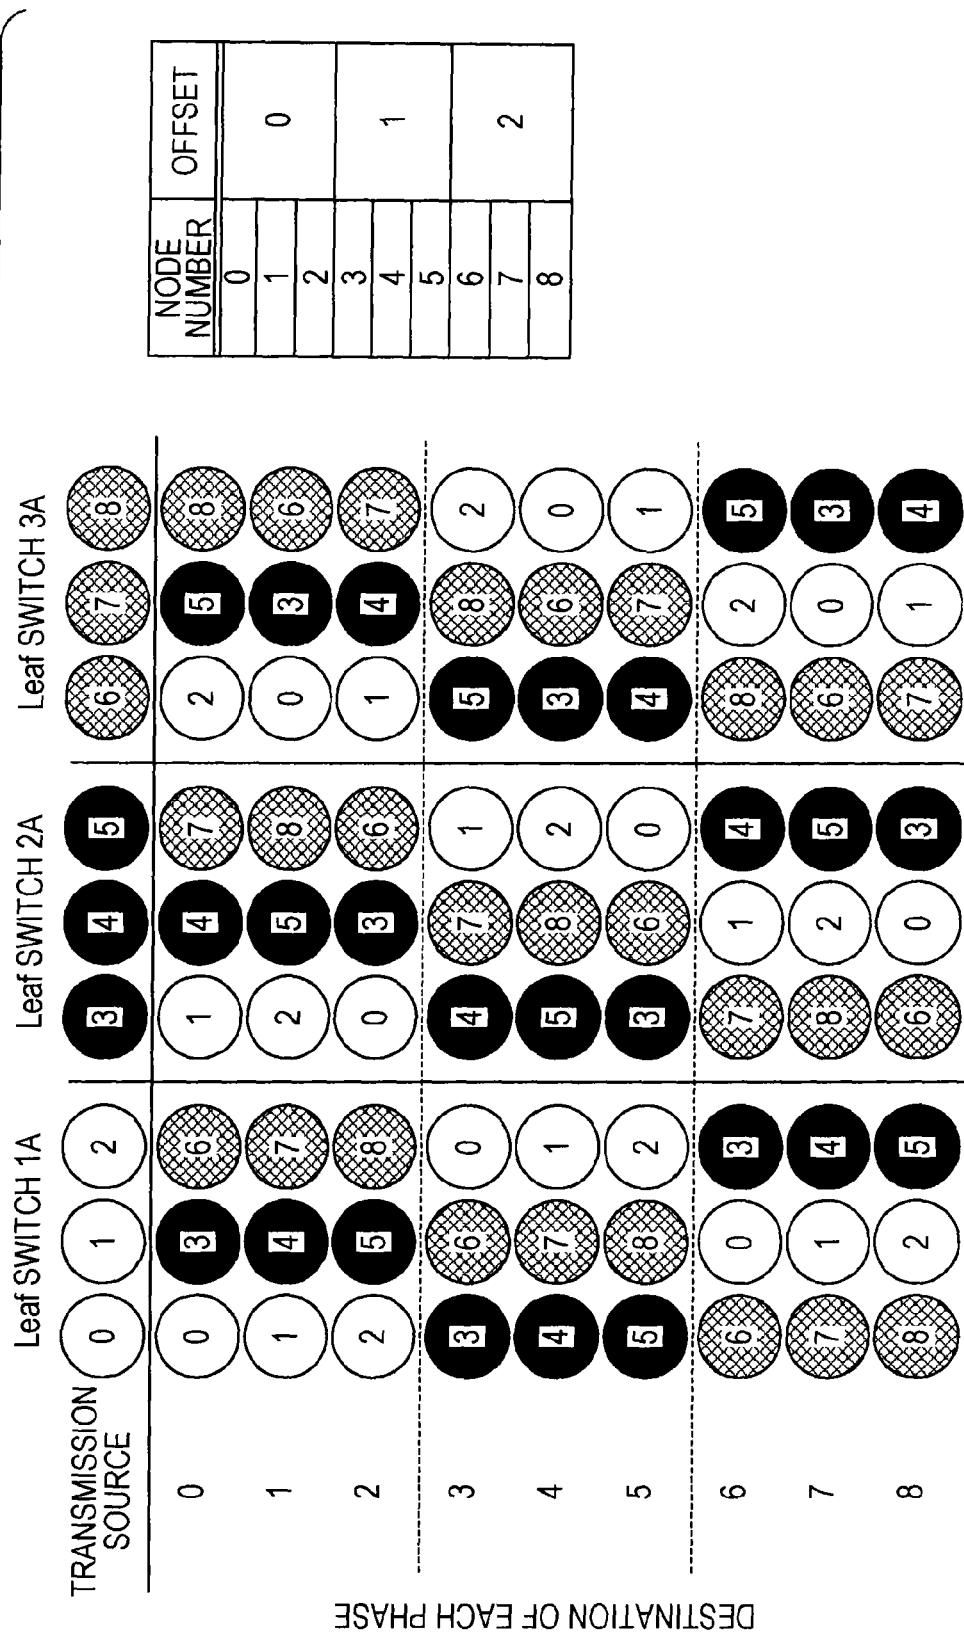 Leaf SWITCH 1A Leaf SWITCH 2A Leaf SWITCH 3A
TRANSMISSION
SOURCE 0 1 2 3 4 5 6 7 8
DESTINATION OF EACH PHASE
0 0 3 6 1 4 7 2 5 8
1 1 4 7 2 5 8 0 3 6
2 2 5 8 0 3 6 1 4 7
3 3 6 0 4 7 1 5 8 2
4 4 7 1 5 8 2 3 6 0
5 5 8 2 3 6 0 4 7 1
6 6 0 3 7 1 4 8 2 5
7 7 1 4 8 2 5 6 0 3
8 8 2 5 6 0 3 7 1 4
NODE
NUMBER OFFSET
0
1 0
2
3
4 1
5
6
7 2
8